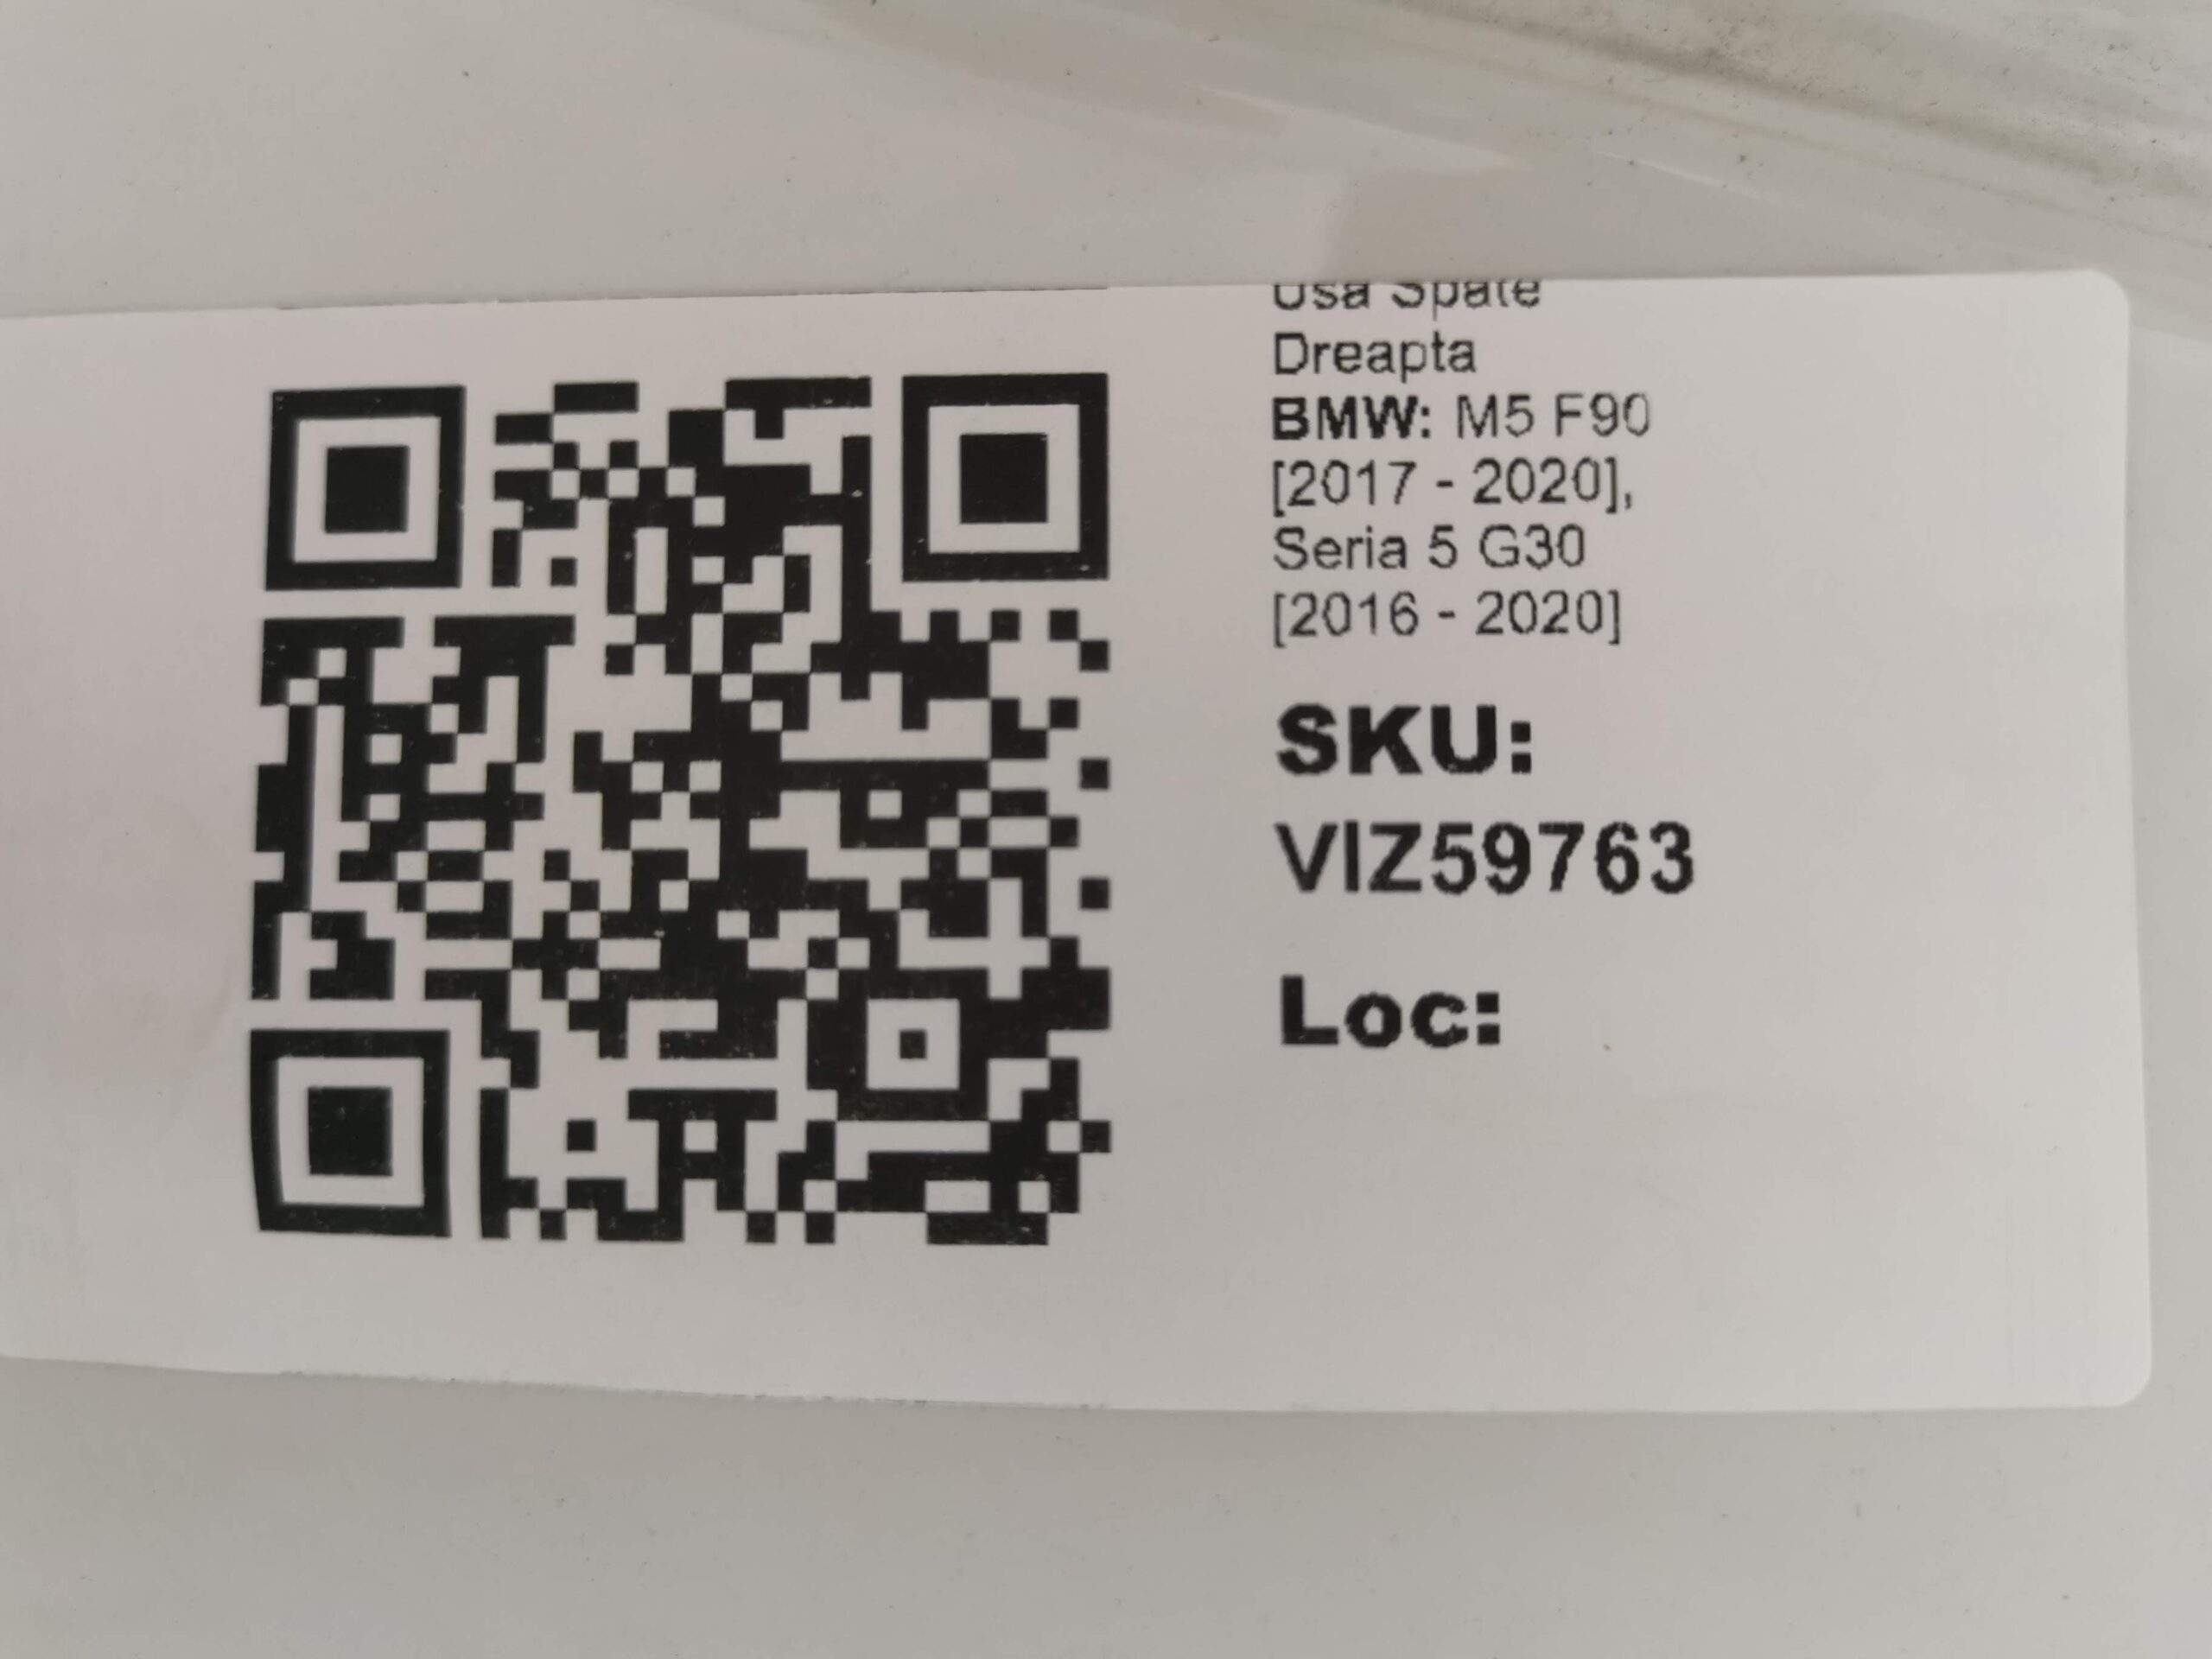 Usa Spate
Dreapta
BMW: M5 F90
[2017 - 2020],
Seria 5 G30
[2016 - 2020]
SKU:
VIZ59763
Loc: